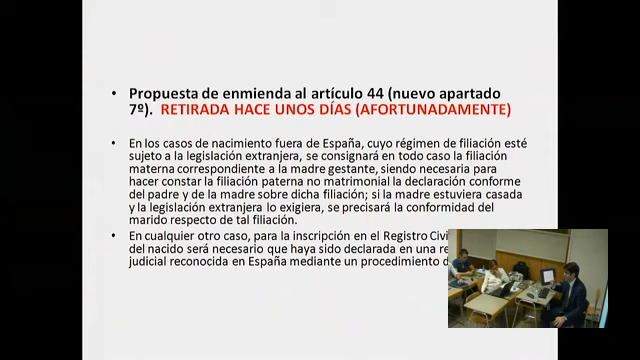 • Propuesta de enmienda al artículo 44 (nuevo apartado
7º). RETIRADA HACE UNOS DÍAS (AFORTUNADAMENTE)
• En los casos de nacimiento fuera de España, cuyo régimen de filiación esté
sujeto a la legislación extranjera, se consignará en todo caso la filiación
materna correspondiente a la madre gestante, siendo necesaria para
hacer constar la filiación paterna no matrimonial la declaración conforme
del padre y de la madre sobre dicha filiación; si la madre estuviera casada
y la legislación extranjera lo exigiera, se precisará la conformidad del
marido respecto de tal filiación.
• En cualquier otro caso, para la inscripción en el Registro
del nacido será necesario que haya sido declarada en una
judicial reconocida en España mediante un procedimiento